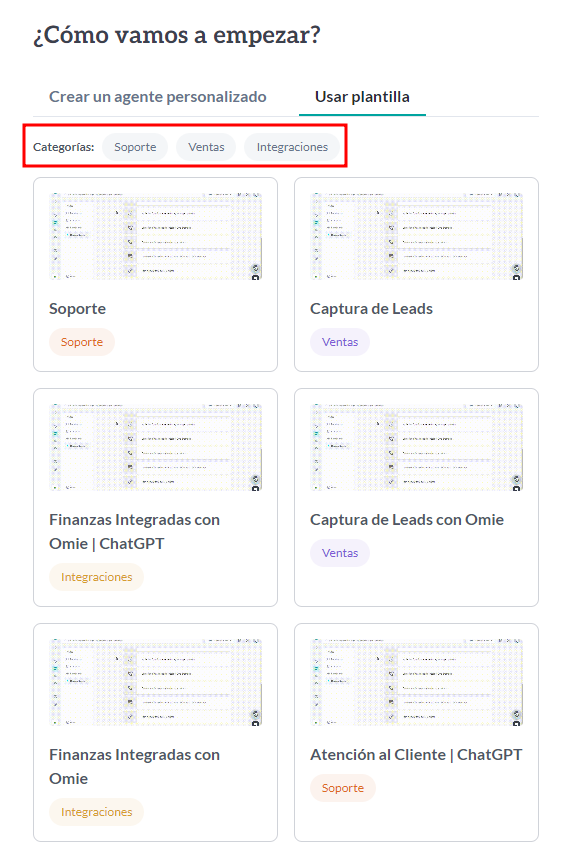 ¿Cómo vamos a empezar?
Crear un agente personalizado
Usar plantilla
Categorías:
Soporte
Ventas
Integraciones
Soporte
Soporte
Captura de Leads
Ventas
Finanzas Integradas con
Omie | ChatGPT
Integraciones
Captura de Leads con Omie
Ventas
Finanzas Integradas con
Omie
Integraciones
Atención al Cliente | ChatGPT
Soporte